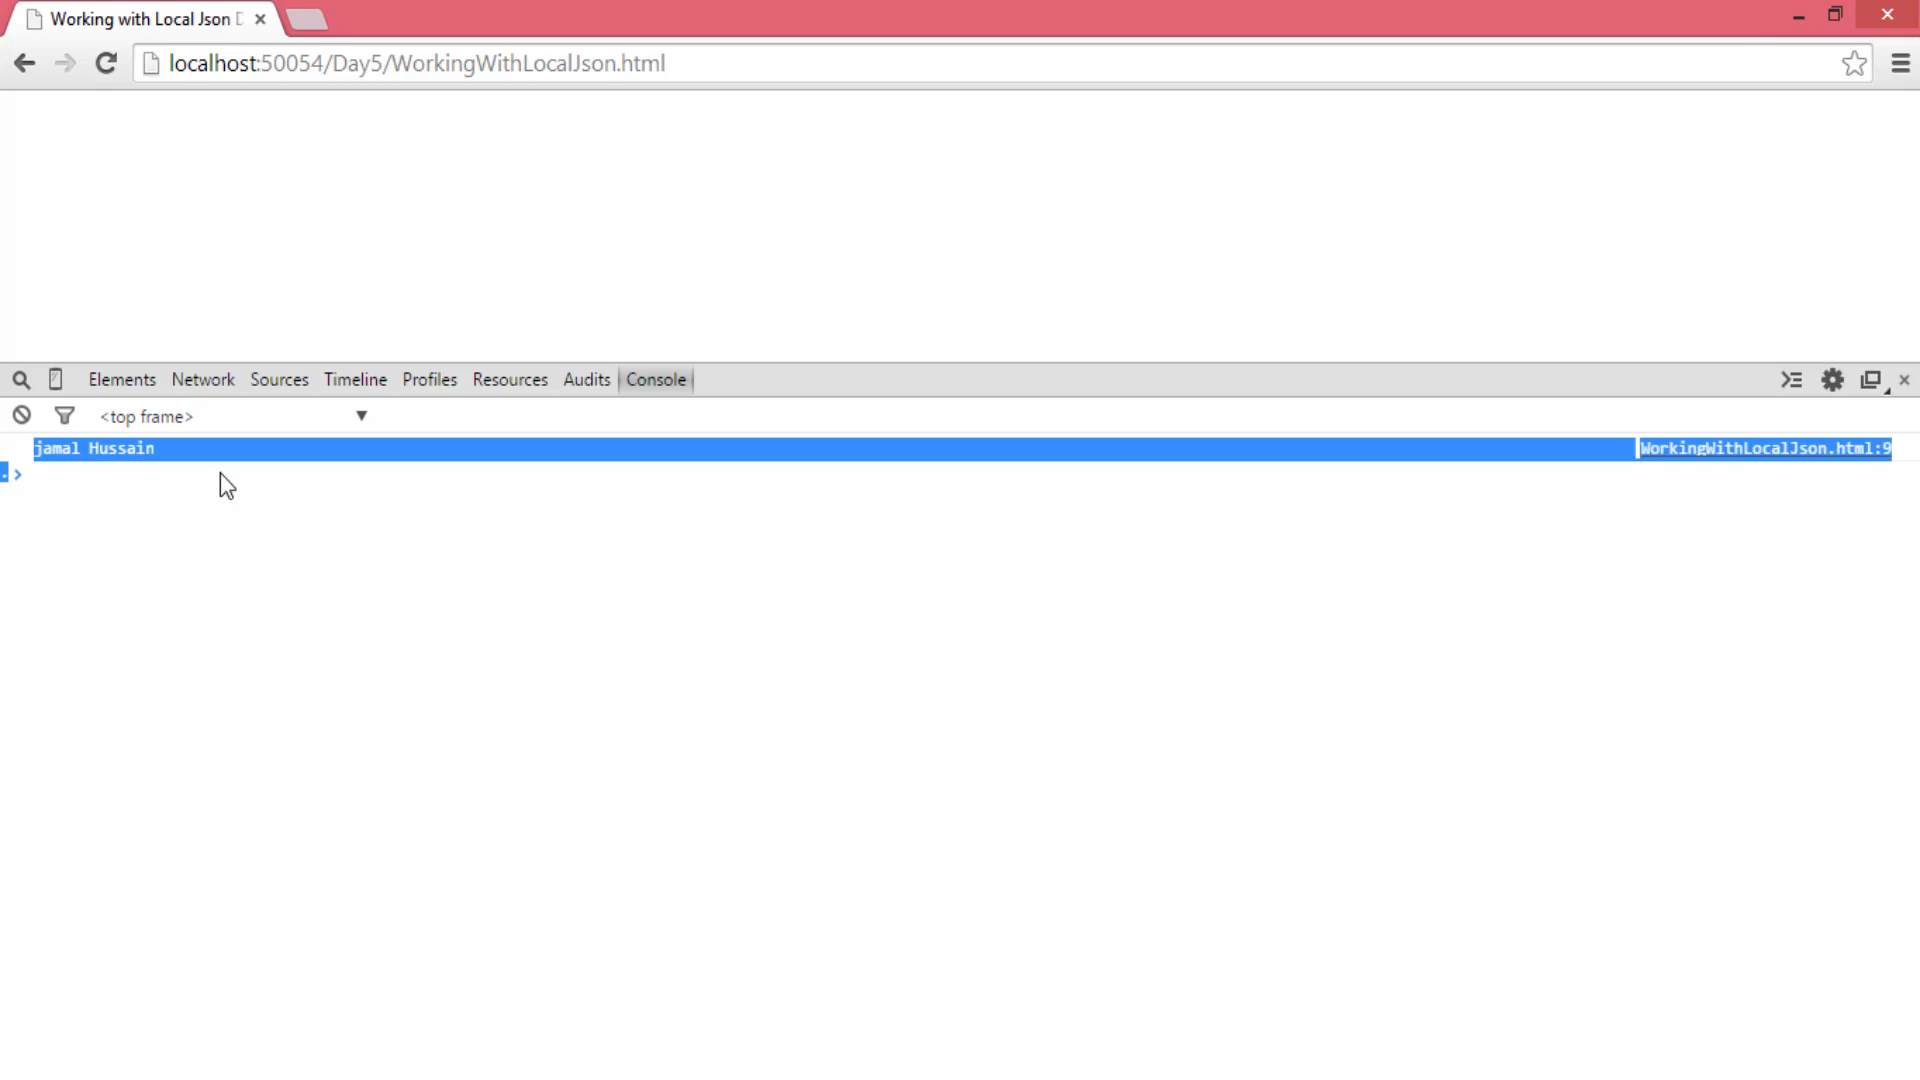 Working with Local Json D
localhost:50054/Day5/WorkingWithLocalJson.html
Elements Network Sources Timeline Profiles Resources Audits Console
<top frame>
jamal Hussain WorkingWithLocalJson.html:9